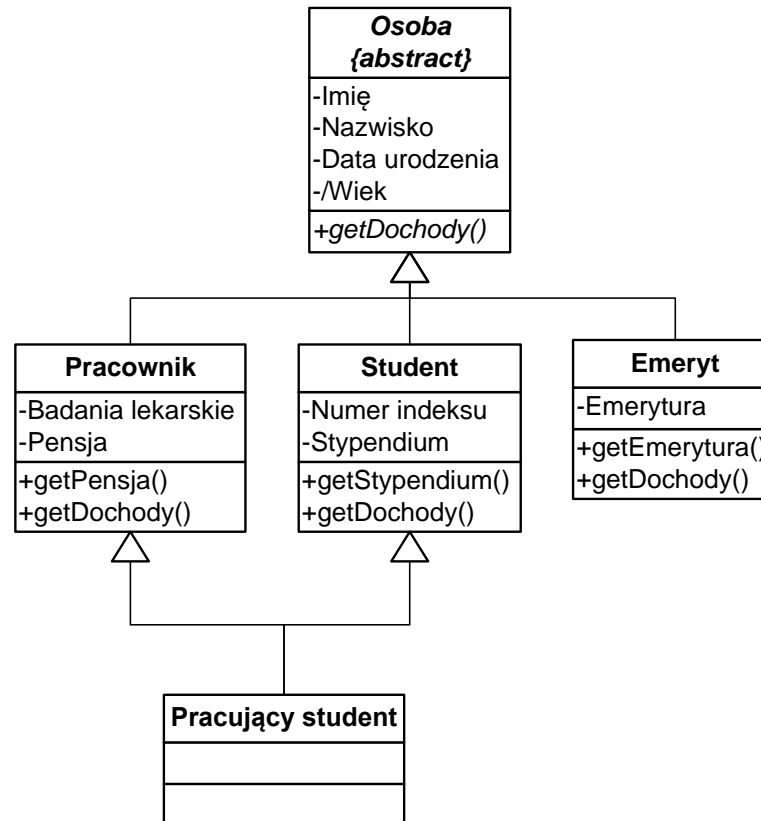 Osoba
{abstract}
-Imię
-Nazwisko
-Data urodzenia
-/Wiek
+getDochody()
Pracownik
-Badania lekarskie
-Pensja
+getPensja()
+getDochody()
Student
-Numer indeksu
-Stypendium
+getStypendium()
+getDochody()
Emeryt
-Emerytura
+getEmerytura()
+getDochody()
Pracujący student